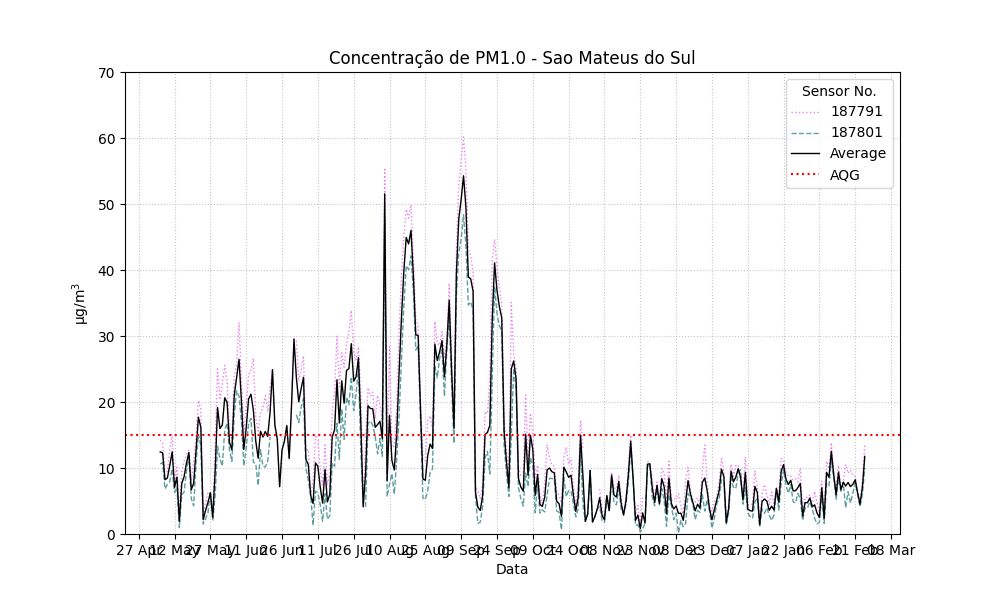 Concentração de PM1.0 - Sao Mateus do Sul
70
60
50
40
30
20
10
0
µg/m³
Sensor No.
187791
187801
Average
AQG
27 Apr 12 May 27 May 11 Jun 26 Jun 11 Jul 26 Jul 10 Aug 25 Aug 09 Sep 24 Sep 09 Oct 24 Oct 08 Nov 23 Nov 08 Dec 23 Dec 07 Jan 22 Jan 06 Feb 21 Feb 08 Mar
Data